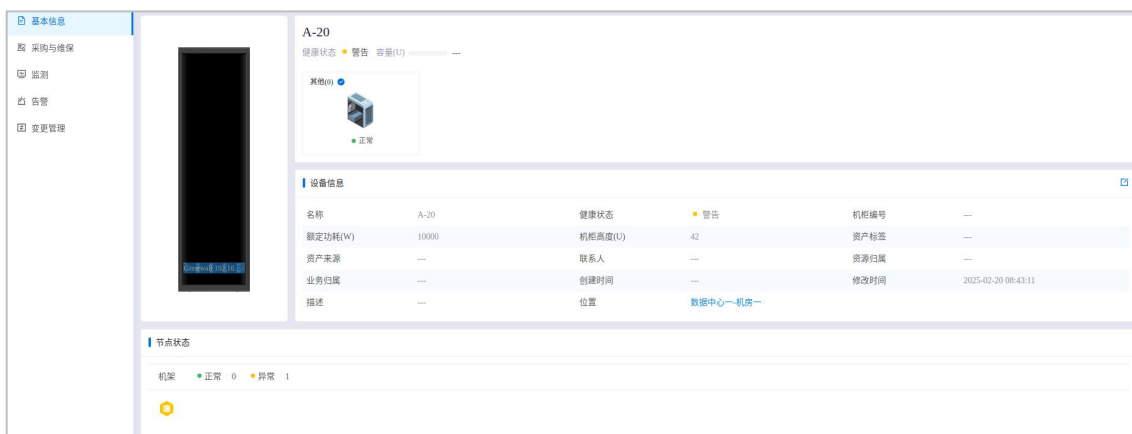 基本信息
采购与维保
监测
告警
变更管理
A-20
健康状态 警告 容量(U) ---
其他(0)
正常
设备信息
名称 A-20 健康状态 警告 机柜编号 ---
额定功耗(W) 10000 机柜高度(U) 42 资产标签 ---
资产来源 --- 联系人 --- 资源归属 ---
业务归属 --- 创建时间 --- 修改时间 2025-02-20 08:43:11
描述 --- 位置 数据中心一-机房一
节点状态
机架 正常 0 异常 1